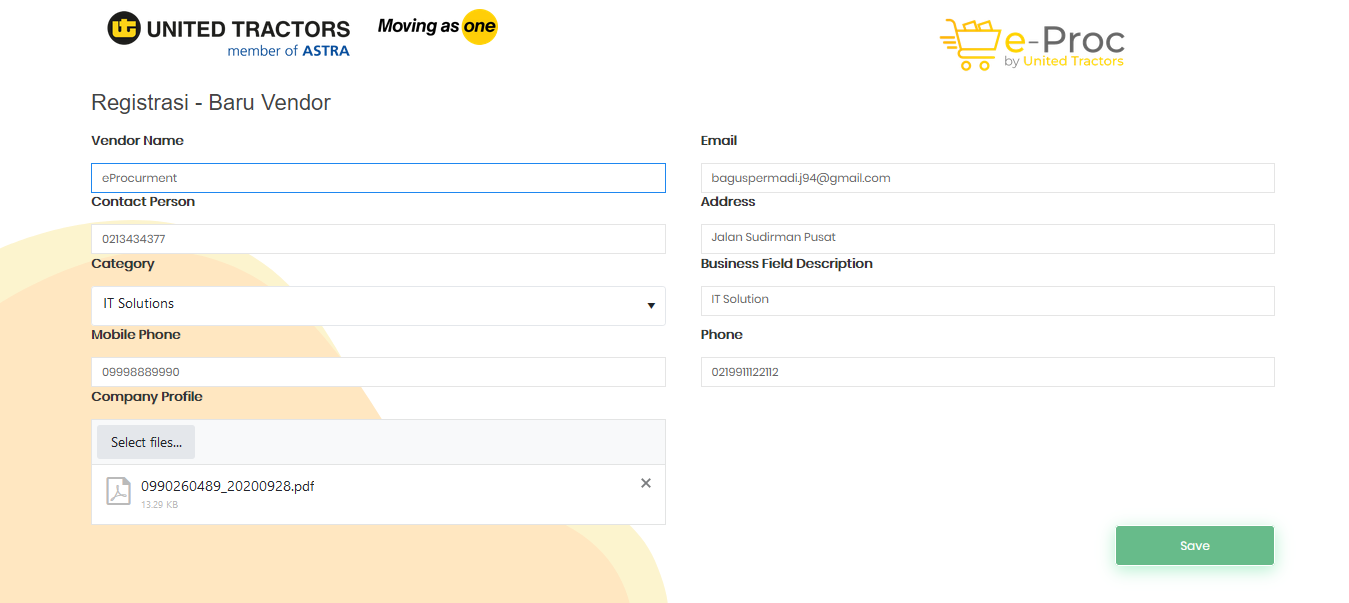 UNITED TRACTORS
member of ASTRA
Moving as one
e-Proc
by United Tractors
Registrasi - Baru Vendor
Vendor Name
eProcurment
Email
baguspermadi.j94@gmail.com
Contact Person
0213434377
Address
Jalan Sudirman Pusat
Category
IT Solutions
Business Field Description
IT Solution
Mobile Phone
09998889990
Phone
0219911122112
Company Profile
Select files...
0990260489_20200928.pdf
13.29 KB
Save